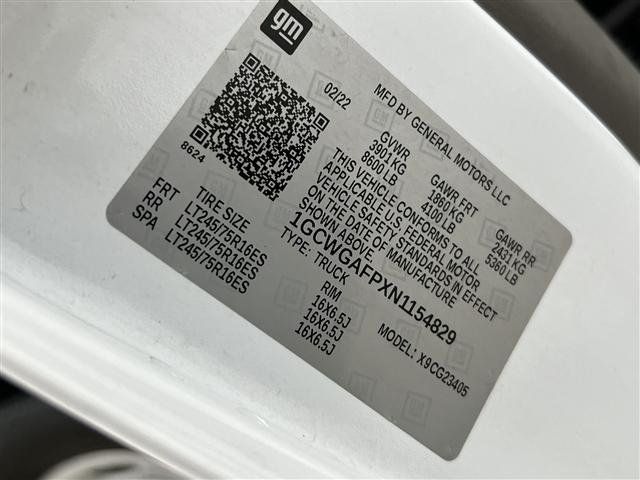 gm
MFD BY GENERAL MOTORS LLC
02/22
GVWR GAWR FRT GAWR RR
3901 KG 1860 KG 2431 KG
8600 LB 4100 LB 5360 LB
THIS VEHICLE CONFORMS TO ALL
APPLICABLE U.S. FEDERAL MOTOR
VEHICLE SAFETY STANDARDS IN EFFECT
ON THE DATE OF MANUFACTURE
SHOWN ABOVE.
8624
1GCWGAFPXN1154829
TYPE: TRUCK MODEL: X9CG23405
TIRE SIZE RIM
FRT LT245/75R16ES 16X6.5J
RR LT245/75R16ES 16X6.5J
SPA LT245/75R16ES 16X6.5J